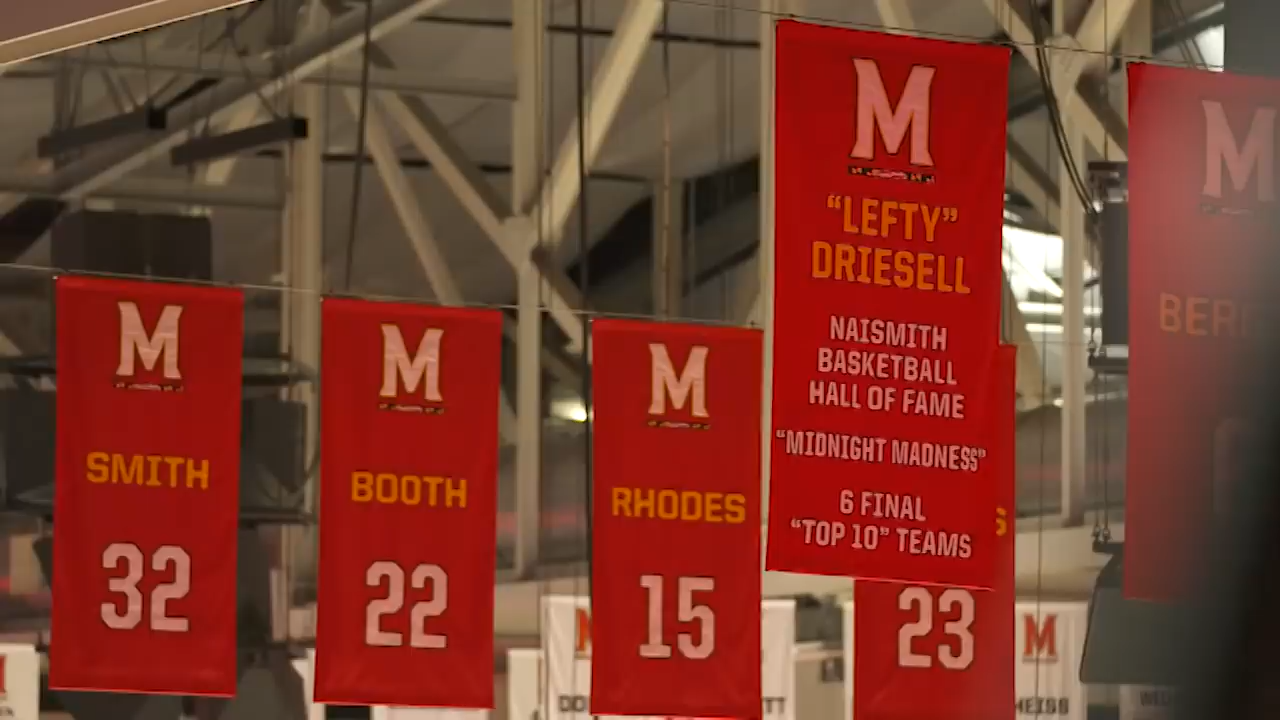 M
SMITH
32
M
BOOTH
22
M
RHODES
15
M
“LEFTY”
DRIESELL
NAISMITH
BASKETBALL
HALL OF FAME
“MIDNIGHT MADNESS”
6 FINAL
“TOP 10” TEAMS
S
23
M
M
HEISS